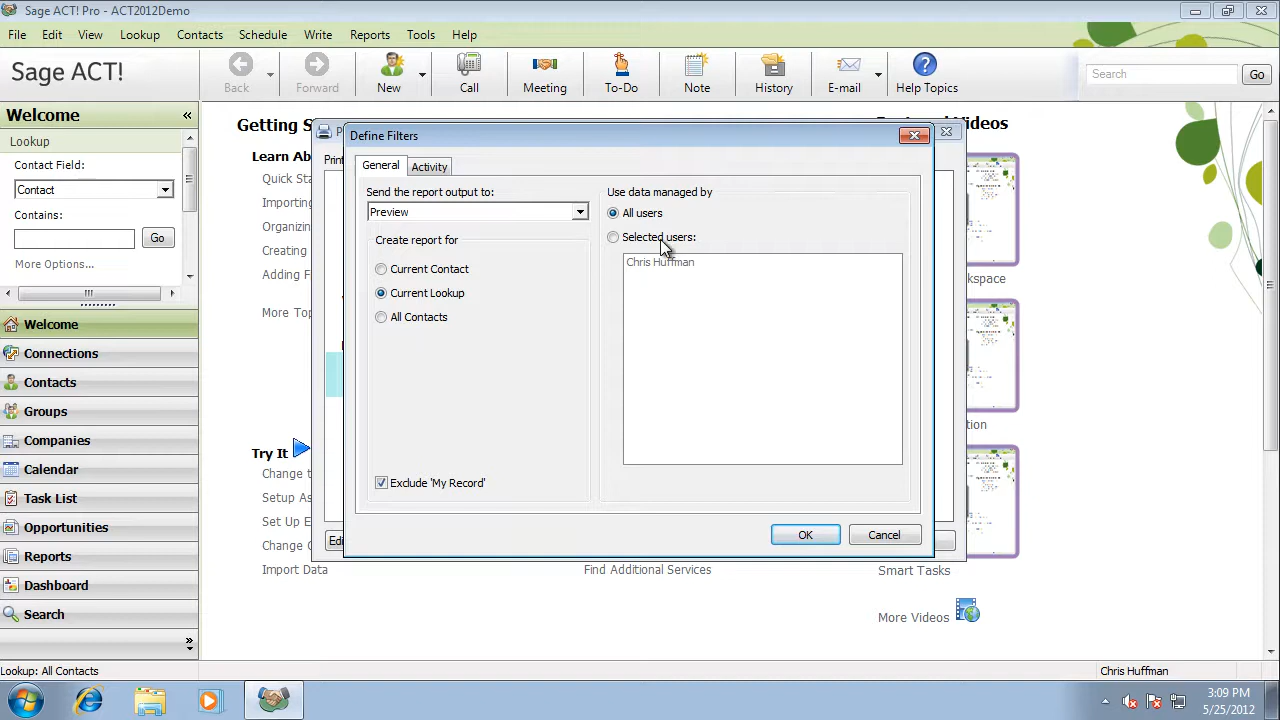 Sage ACT! Pro - ACT2012Demo
File Edit View Lookup Contacts Schedule Write Reports Tools Help
Sage ACT!
Back Forward New Call Meeting To-Do Note History E-mail Help Topics
Search Go
Welcome «
Lookup
Contact Field:
Contact
Contains:
Go
More Options...
Welcome
Connections
Contacts
Groups
Companies
Calendar
Task List
Opportunities
Reports
Dashboard
Search
»
Getting S
Learn Ab
Quick St
Importing
Organizin
Creating
Adding F
More To
Try It
Change t
Setup As
Set Up E
Change C
Import Data
Find Additional Services
P
Print
Edi
Define Filters
General Activity
Send the report output to:
Preview
Create report for
Current Contact
Current Lookup
All Contacts
Exclude 'My Record'
Use data managed by
All users
Selected users:
Chris Huffman
OK Cancel
Videos
kspace
tion
Smart Tasks
More Videos
Lookup: All Contacts
Chris Huffman
3:09 PM
5/25/2012